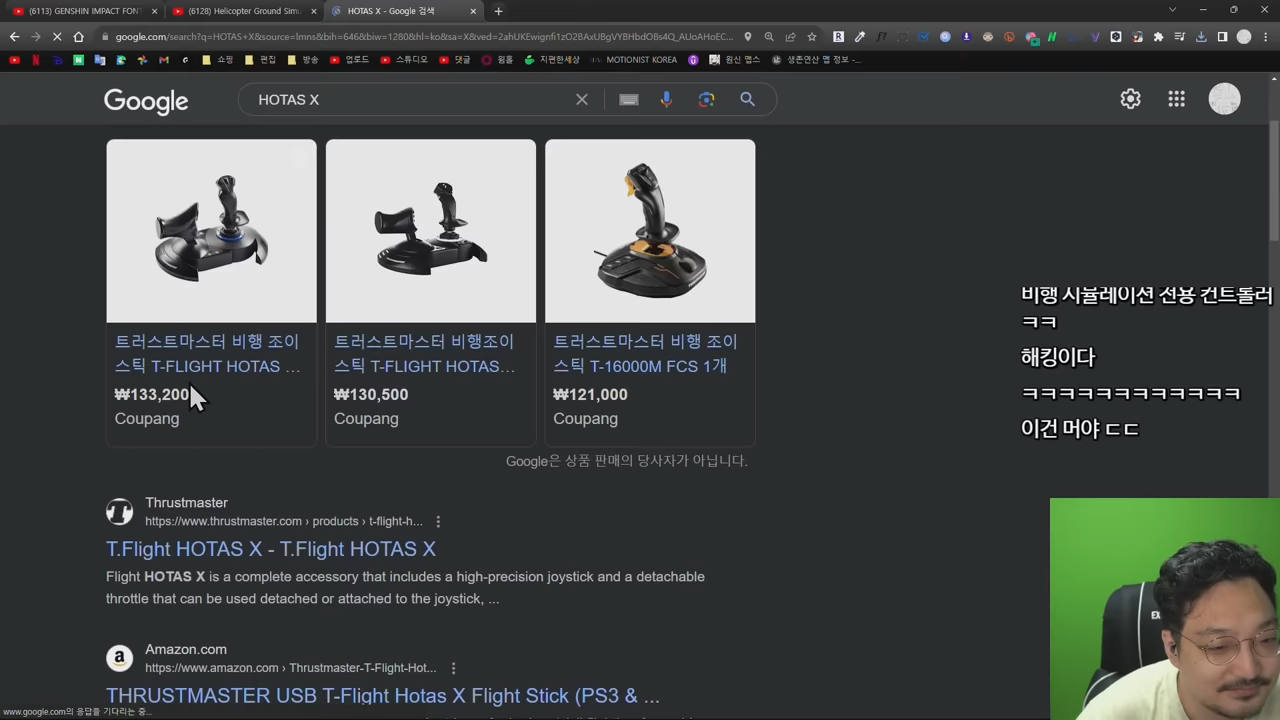 (6113) GENSHIN IMPACT FONT
(6128) Helicopter Ground Simu
HOTAS X - Google 검색
google.com/search?q=HOTAS+X&source=lmns&bih=646&biw=1280&hl=ko&sa=X&ved=
쇼핑
편집
방송
업로드
스튜디오
댓글
원홈
지편한세상
MOTIONIST KOREA
원신 맵스
생존연산 맵 정보 -...
Google
HOTAS X
트러스트마스터 비행 조이
스틱 T-FLIGHT HOTAS ...
₩133,200
Coupang
트러스트마스터 비행조이
스틱 T-FLIGHT HOTAS...
₩130,500
Coupang
트러스트마스터 비행 조이
스틱 T-16000M FCS 1개
₩121,000
Coupang
Google은 상품 판매의 당사자가 아닙니다.
비행 시뮬레이션 전용 컨트롤러
ㅋㅋ
해킹이다
ㅋㅋㅋㅋㅋㅋㅋㅋㅋㅋㅋㅋ
이건 머야 ㄷㄷ
Thrustmaster
https://www.thrustmaster.com › products › t-flight-h...
T.Flight HOTAS X - T.Flight HOTAS X
Flight HOTAS X is a complete accessory that includes a high-precision joystick and a detachable
throttle that can be used detached or attached to the joystick, ...
Amazon.com
https://www.amazon.com › Thrustmaster-T-Flight-Hot...
THRUSTMASTER USB T-Flight Hotas X Flight Stick (PS3 & ...
www.google.com의 응답을 기다리는 중...